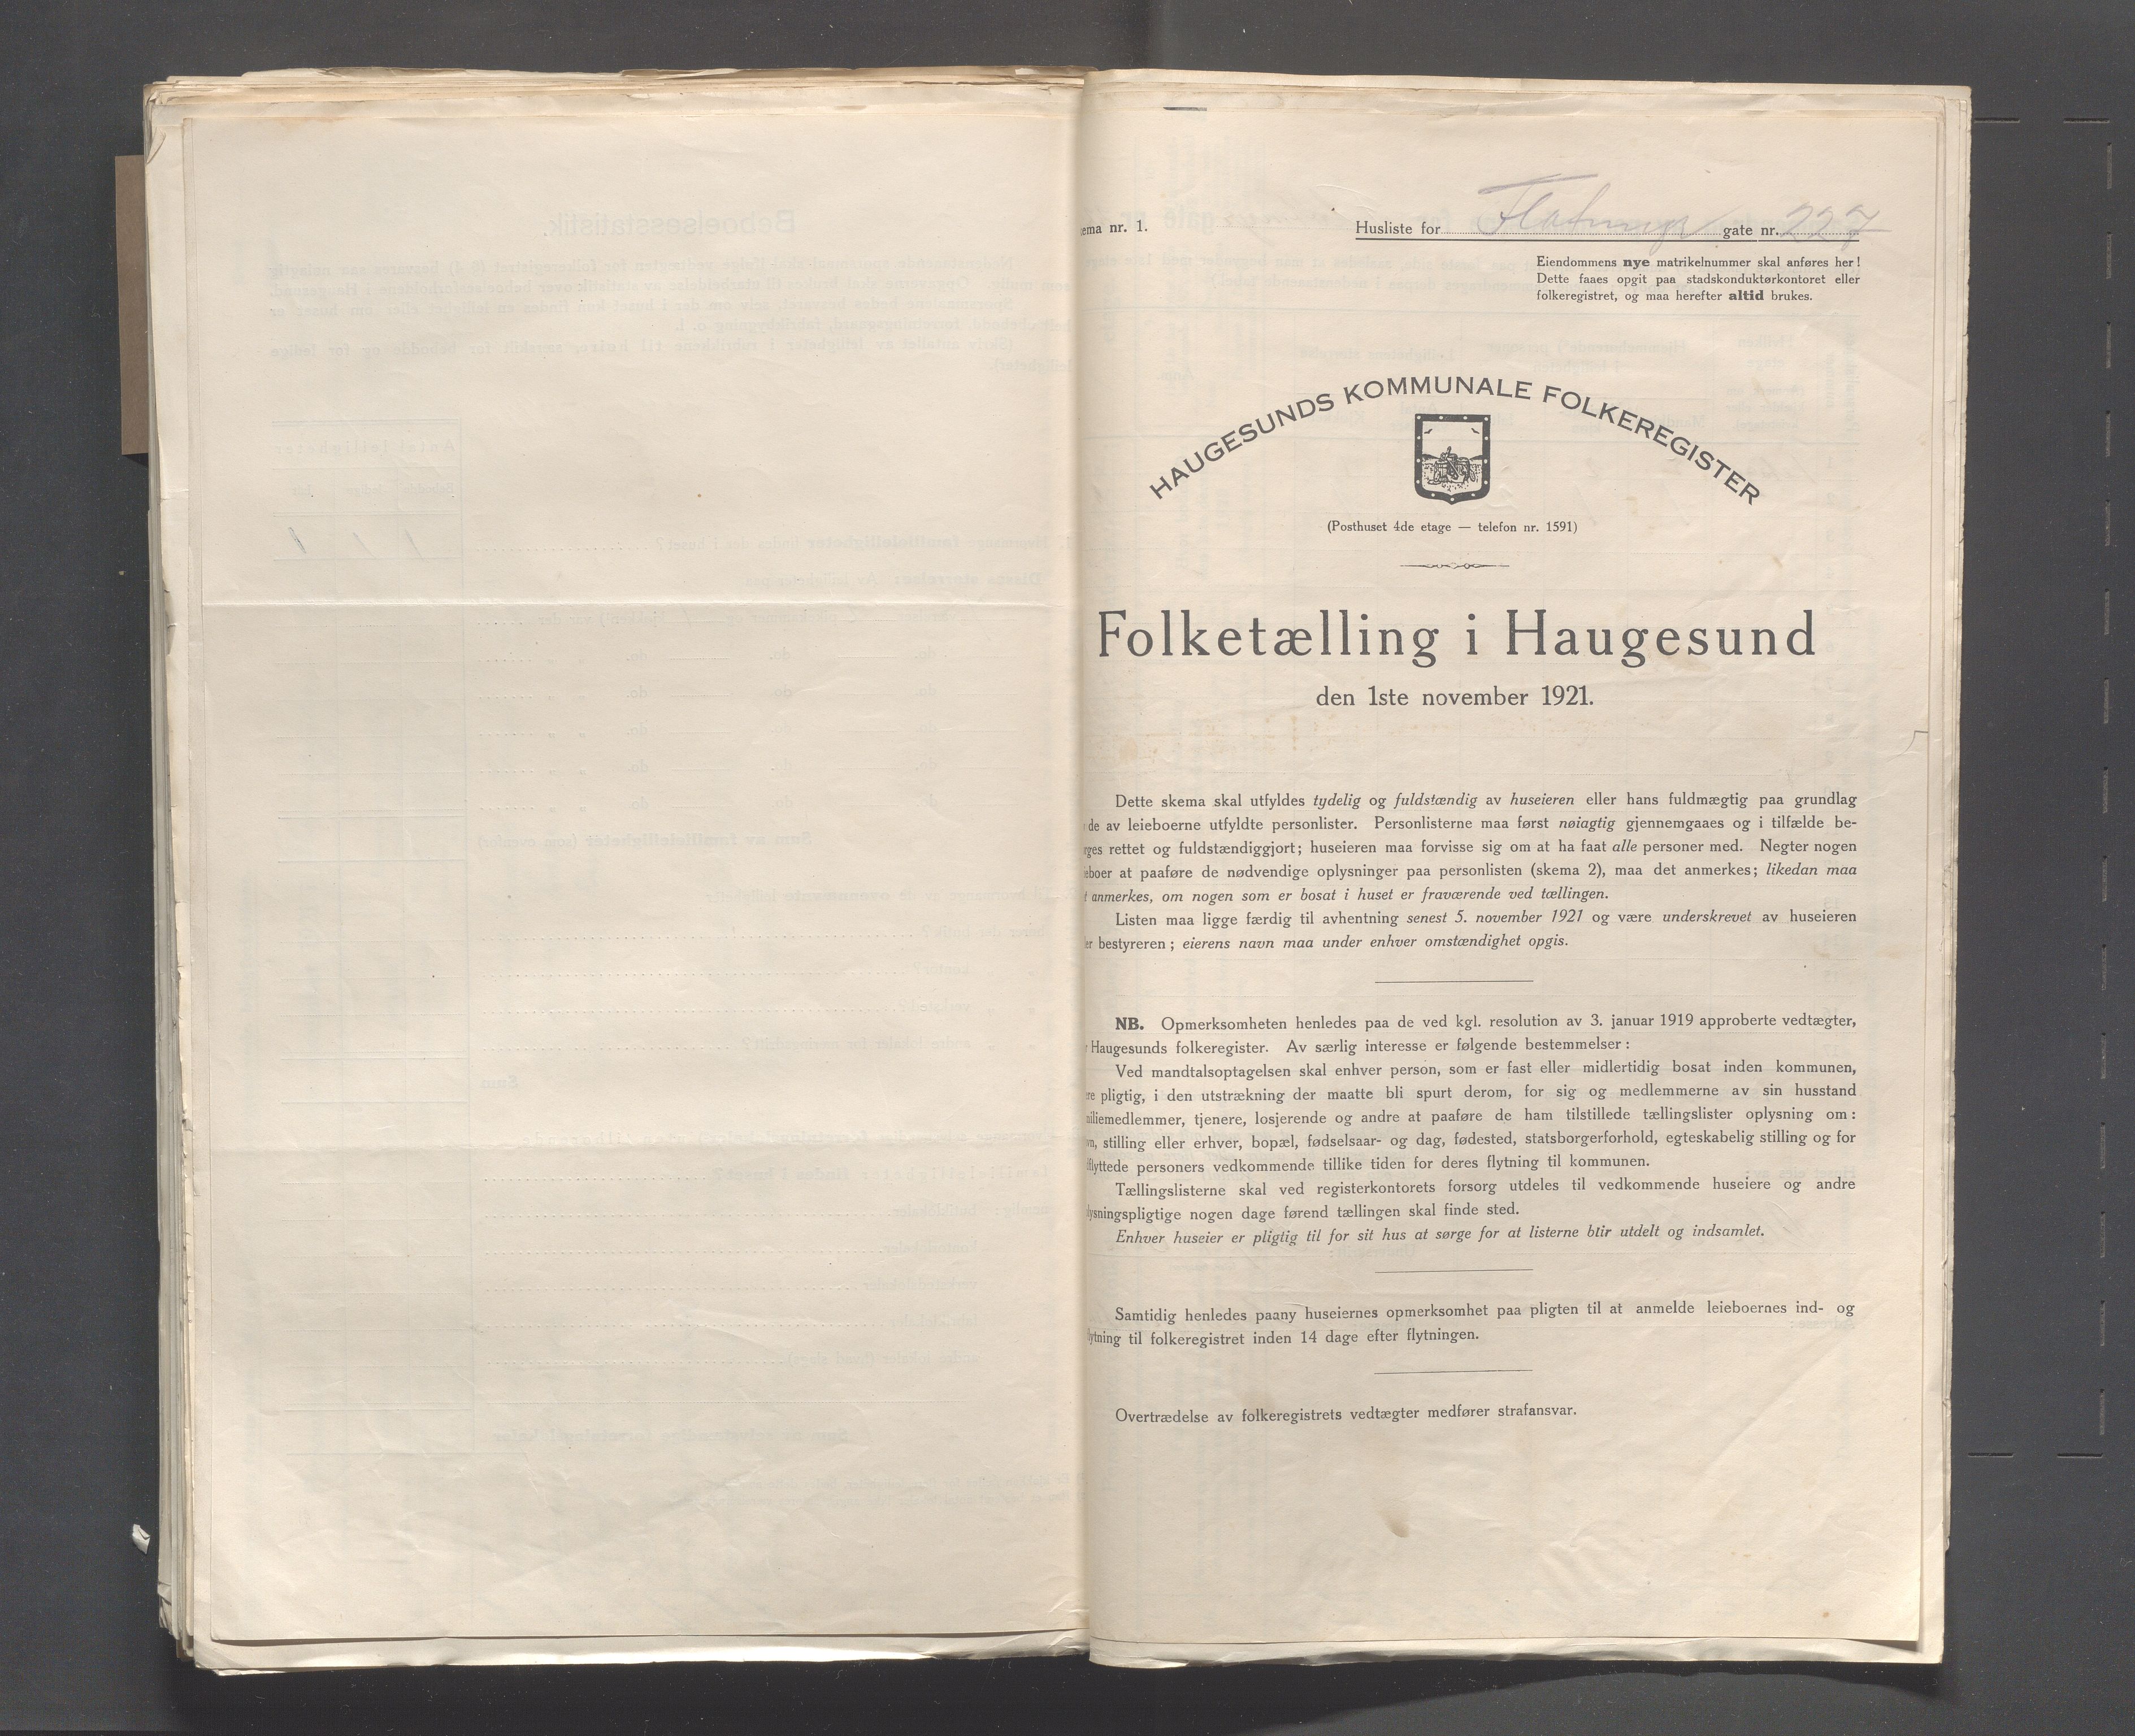 ema nr. 1.
Husliste for gate nr. 227
Eiendommens nye matrikelnummer skal anføres her!
Dette faaes opgit paa stadskonduktørkontoret eller
folkeregistret, og maa herefter altid brukes.
HAUGESUNDS KOMMUNALE FOLKEREGISTER
(Posthuset 4de etage — telefon nr. 1591)
Folketælling i Haugesund
den 1ste november 1921.
Dette skema skal utfyldes tydelig og fuldstændig av huseieren eller hans fuldmægtig paa grundlag
de av leieboerne utfyldte personlister. Personlisterne maa først nøiagtig gjennemgaaes og i tilfælde be-
rges rettet og fuldstændiggjort; huseieren maa forvisse sig om at ha faat alle personer med. Negter nogen
eboer at paaføre de nødvendige oplysninger paa personlisten (skema 2), maa det anmerkes; likedan maa
t anmerkes, om nogen som er bosat i huset er fraværende ved tællingen.
Listen maa ligge færdig til avhentning senest 5. november 1921 og være underskrevet av huseieren
er bestyreren; eierens navn maa under enhver omstændighet opgis.
NB. Opmerksomheten henledes paa de ved kgl. resolution av 3. januar 1919 approberte vedtægter,
r Haugesunds folkeregister. Av særlig interesse er følgende bestemmelser:
Ved mandtalsoptagelsen skal enhver person, som er fast eller midlertidig bosat inden kommunen,
re pligtig, i den utstrækning der maatte bli spurt derom, for sig og medlemmerne av sin husstand
iliemedlemmer, tjenere, losjerende og andre at paaføre de ham tilstillede tællingslister oplysning om:
vn, stilling eller erhver, bopæl, fødselsaar- og dag, fødested, statsborgerforhold, egteskabelig stilling og for
lflyttede personers vedkommende tillike tiden for deres flytning til kommunen.
Tællingslisterne skal ved registerkontorets forsorg utdeles til vedkommende huseiere og andre
lysningspligtige nogen dage førend tællingen skal finde sted.
Enhver huseier er pligtig til for sit hus at sørge for at listerne blir utdelt og indsamlet.
Samtidig henledes paany huseiernes opmerksomhet paa pligten til at anmelde leieboernes ind- og
lytning til folkeregistret inden 14 dage efter flytningen.
Overtrædelse av folkeregistrets vedtægter medfører strafansvar.